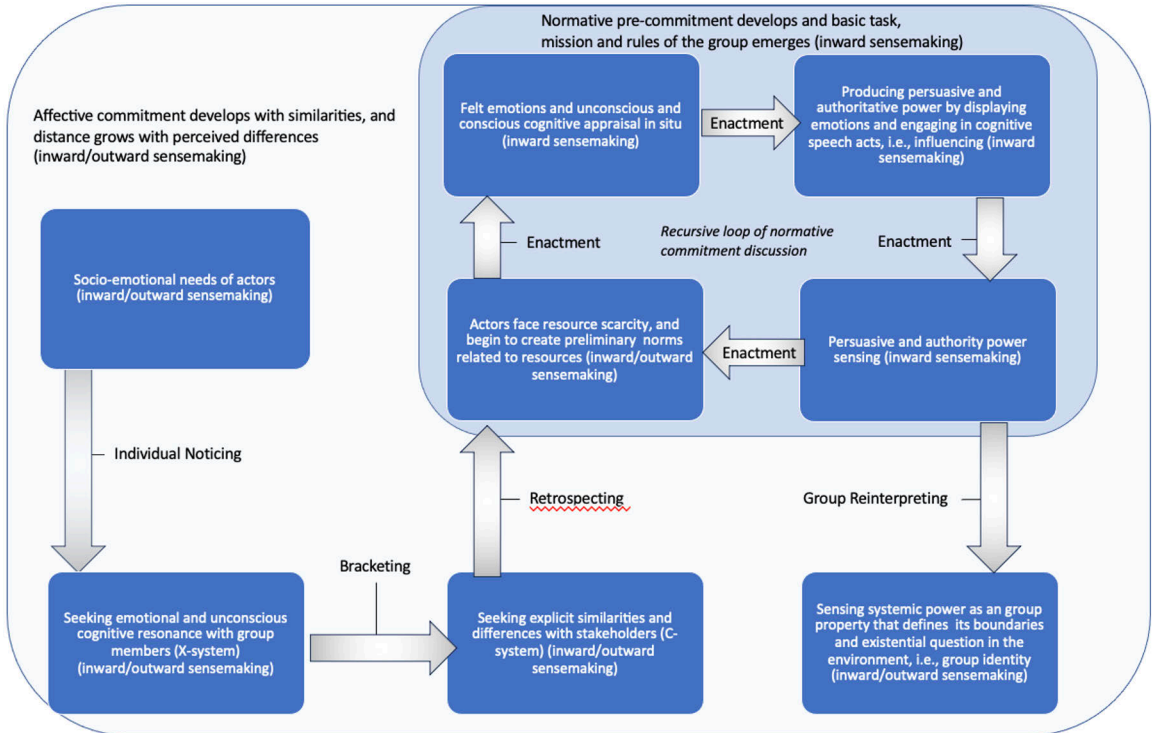 Normative pre-commitment develops and basic task,
mission and rules of the group emerges (inward sensemaking)
Affective commitment develops with similarities, and
distance grows with perceived differences
(inward/outward sensemaking)
Felt emotions and unconscious and
conscious cognitive appraisal in situ
(inward sensemaking)
Enactment
Producing persuasive and
authoritative power by displaying
emotions and engaging in cognitive
speech acts, i.e., influencing (inward
sensemaking)
Enactment
Recursive loop of normative
commitment discussion
Enactment
Socio-emotional needs of actors
(inward/outward sensemaking)
Actors face resource scarcity, and
begin to create preliminary norms
related to resources (inward/outward
sensemaking)
Enactment
Persuasive and authority power
sensing (inward sensemaking)
Individual Noticing
Retrospecting
Group Reinterpreting
Bracketing
Seeking emotional and unconscious
cognitive resonance with group
members (X-system)
(inward/outward sensemaking)
Seeking explicit similarities and
differences with stakeholders (C-
system) (inward/outward
sensemaking)
Sensing systemic power as an group
property that defines its boundaries
and existential question in the
environment, i.e., group identity
(inward/outward sensemaking)